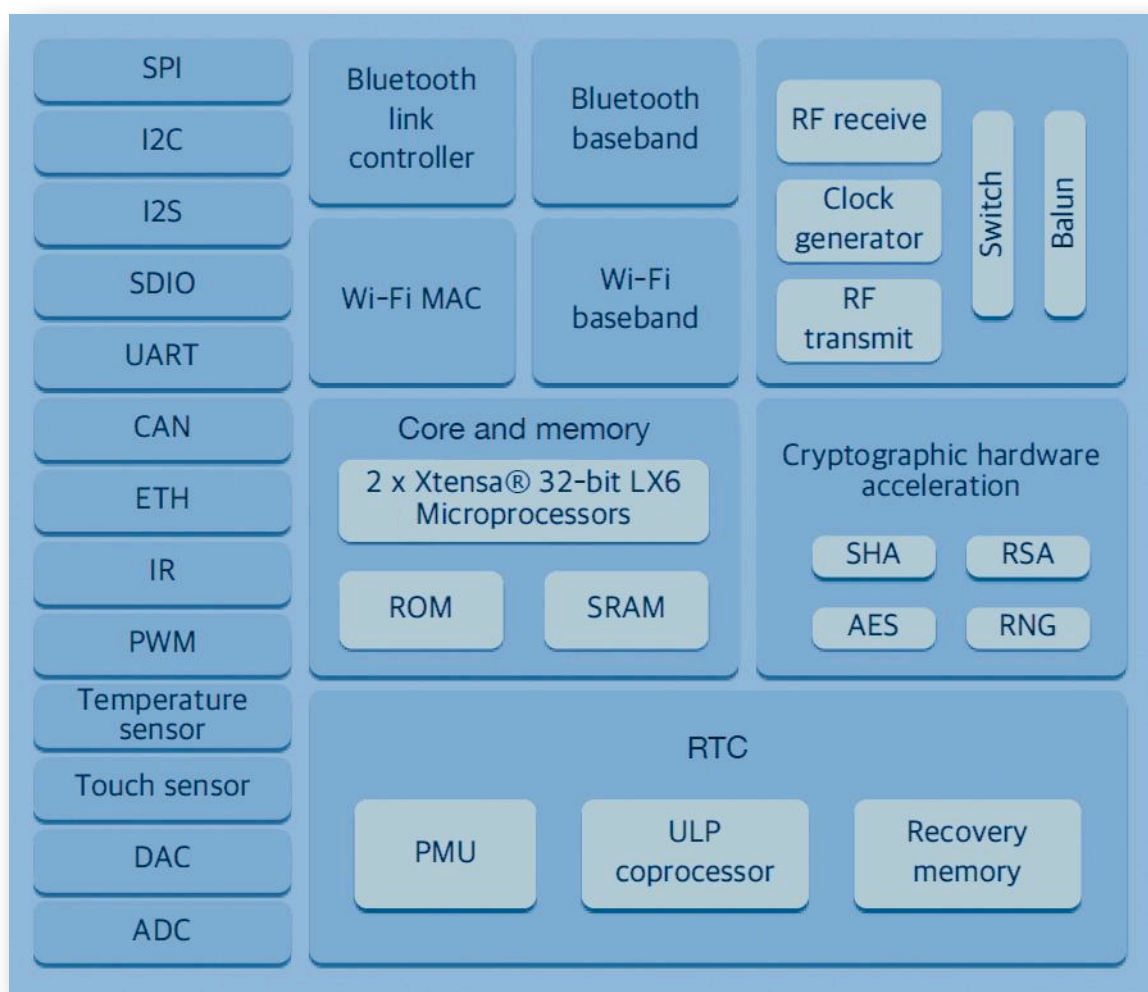 SPI
I2C
I2S
SDIO
UART
CAN
ETH
IR
PWM
Temperature
sensor
Touch sensor
DAC
ADC
Bluetooth
link
controller
Bluetooth
baseband
Wi-Fi MAC
Wi-Fi
baseband
RF receive
Clock
generator
RF
transmit
Switch
Balun
Core and memory
2 x Xtensa® 32-bit LX6
Microprocessors
ROM
SRAM
Cryptographic hardware
acceleration
SHA
RSA
AES
RNG
RTC
PMU
ULP
coprocessor
Recovery
memory